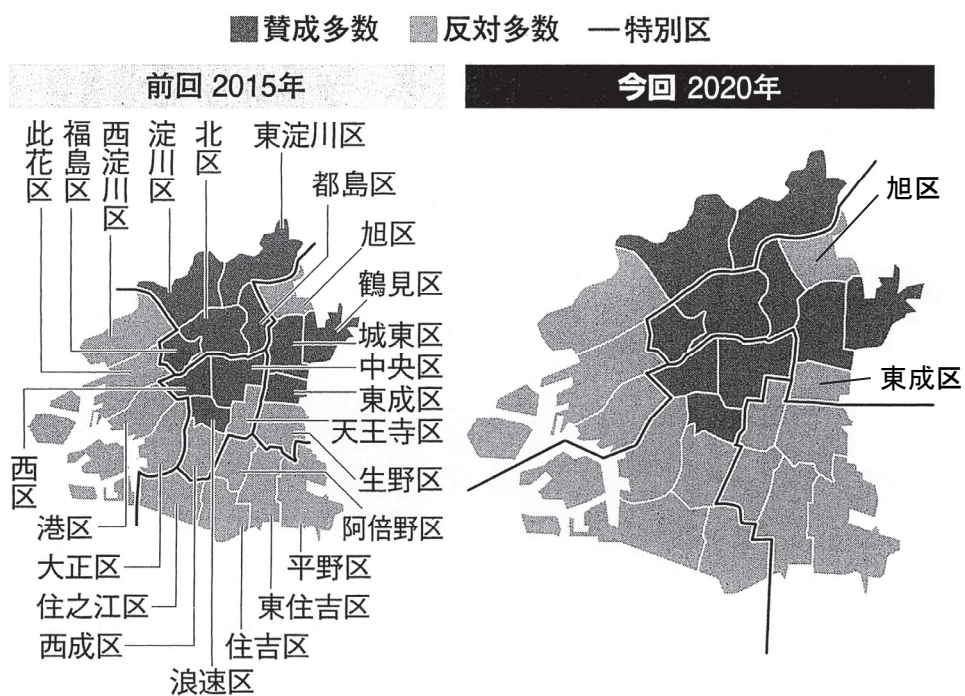 賛成多数 反対多数 特別区
前回 2015年
此花区
福島区
西淀川区
淀川区
北区
東淀川区
都島区
旭区
鶴見区
城東区
中央区
東成区
天王寺区
生野区
阿倍野区
平野区
東住吉区
住吉区
浪速区
西成区
住之江区
大正区
港区
西区
今回 2020年
旭区
東成区